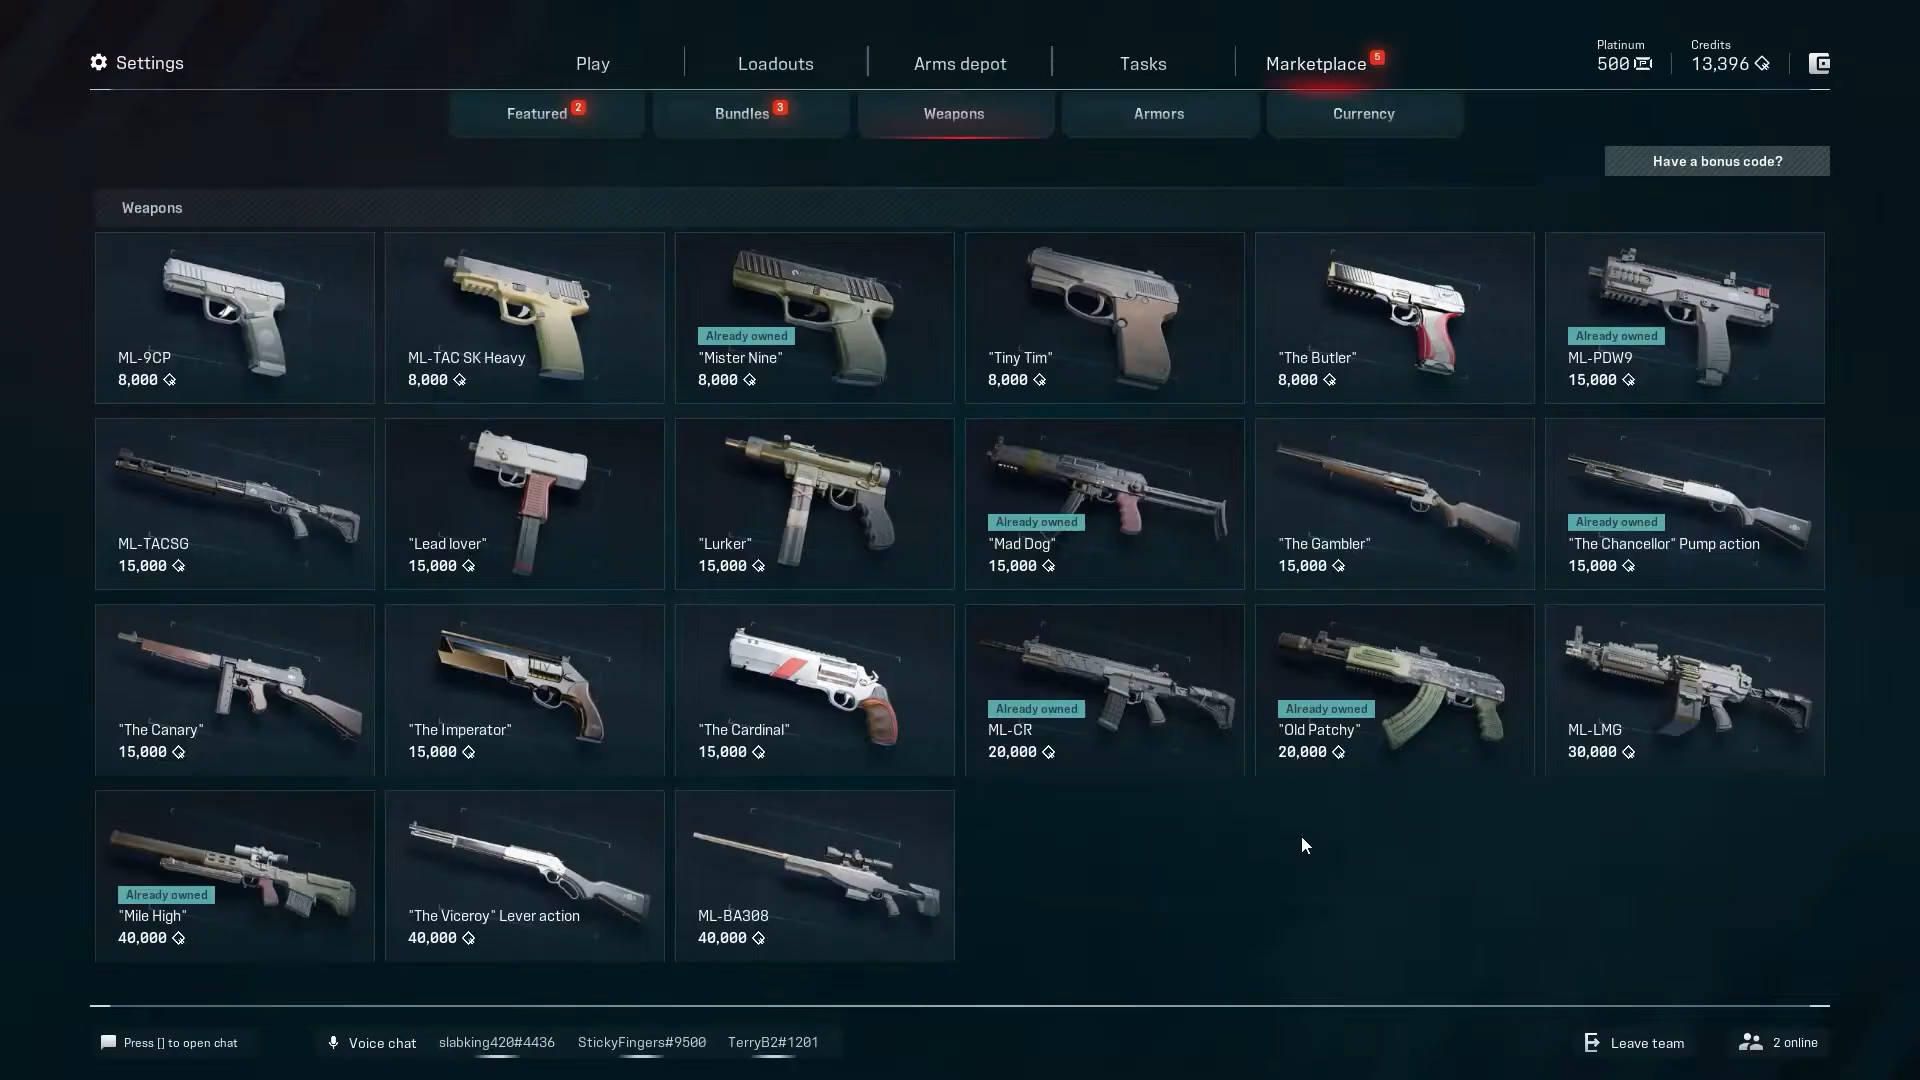 Settings
Play
Loadouts
Arms depot
Tasks
Marketplace 5
Platinum
500
Credits
13,396
Featured 2
Bundles 3
Weapons
Armors
Currency
Have a bonus code?
Weapons
ML-9CP
8,000
ML-TAC SK Heavy
8,000
Already owned
"Mister Nine"
8,000
"Tiny Tim"
8,000
"The Butler"
8,000
Already owned
ML-PDW9
15,000
ML-TACSG
15,000
"Lead lover"
15,000
"Lurker"
15,000
Already owned
"Mad Dog"
15,000
"The Gambler"
15,000
Already owned
"The Chancellor" Pump action
15,000
"The Canary"
15,000
"The Imperator"
15,000
"The Cardinal"
15,000
Already owned
ML-CR
20,000
Already owned
"Old Patchy"
20,000
ML-LMG
30,000
Already owned
"Mile High"
40,000
"The Viceroy" Lever action
40,000
ML-BA308
40,000
Press [] to open chat
Voice chat
slabking420#4436
StickyFingers#9500
TerryB2#1201
Leave team
2 online